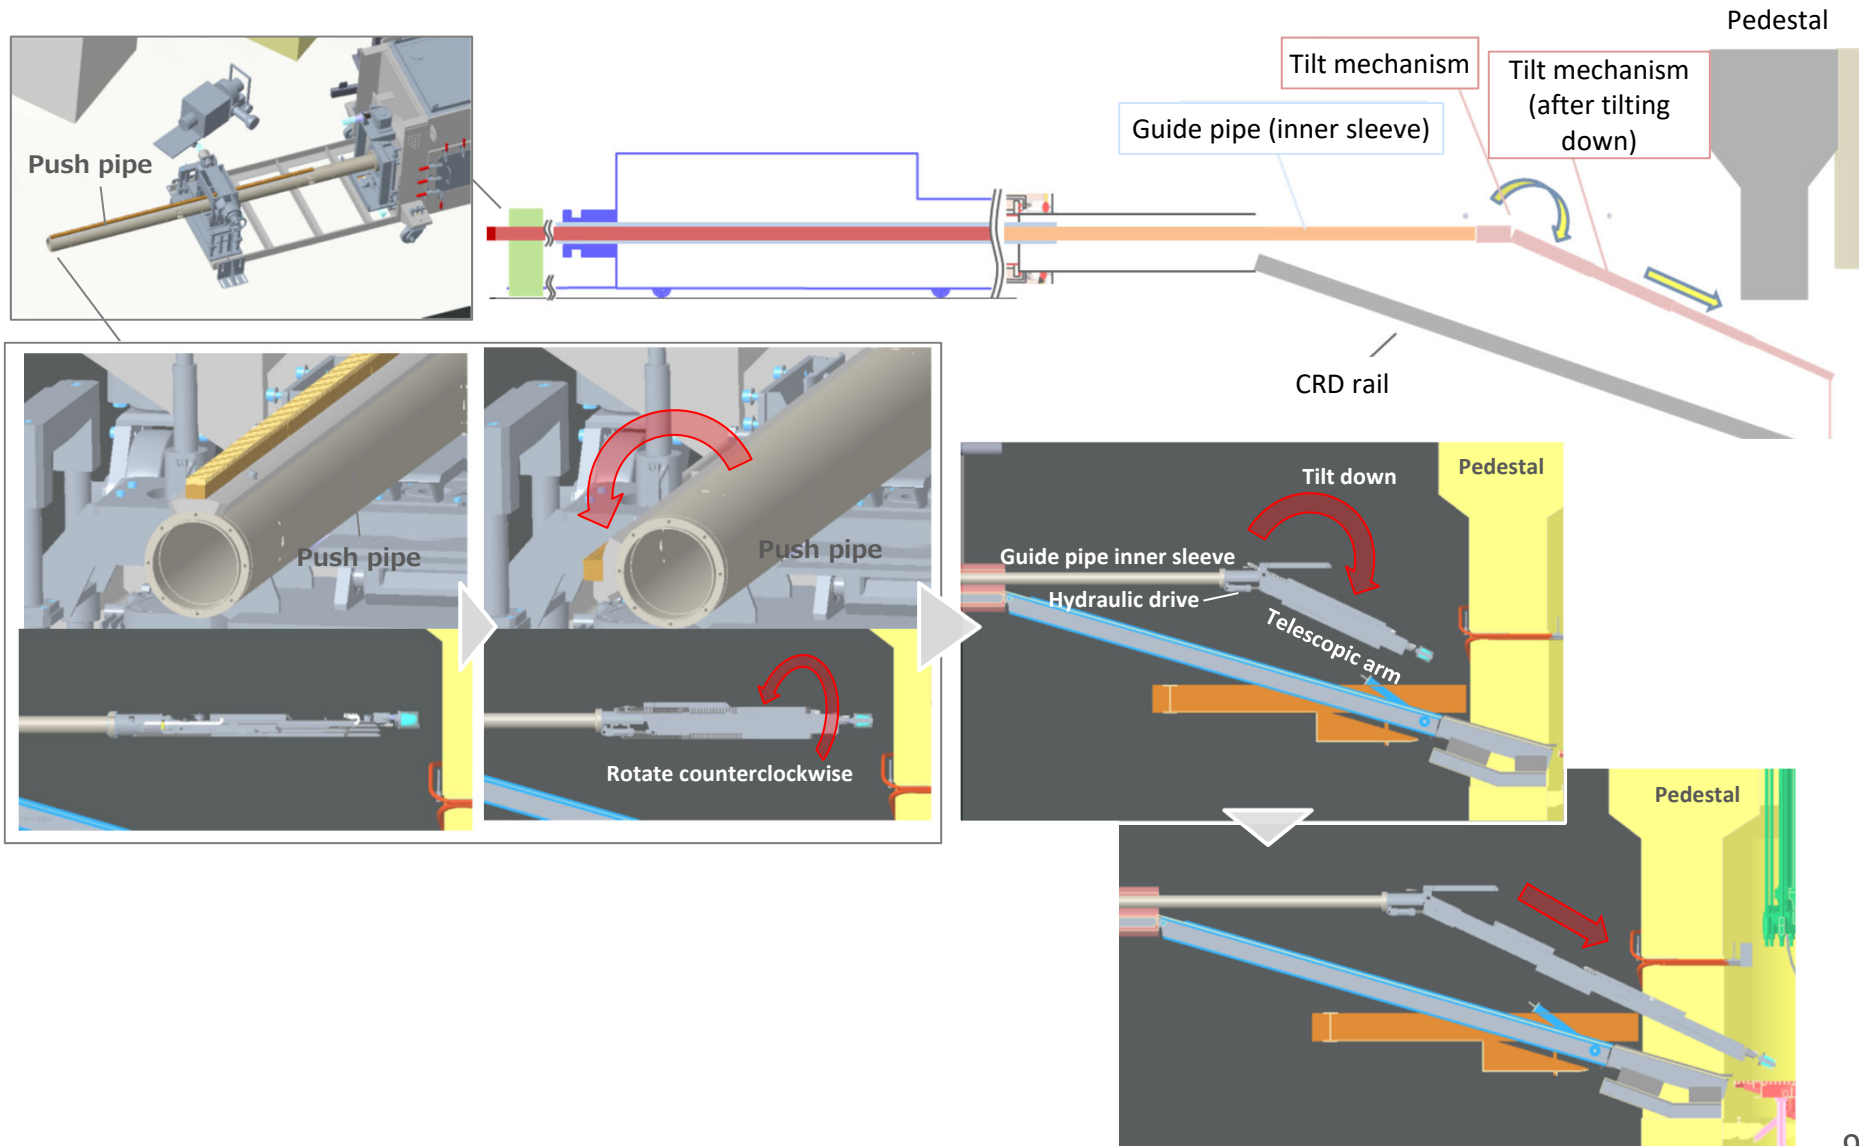 Pedestal
Tilt mechanism
Tilt mechanism
(after tilting
down)
Guide pipe (inner sleeve)
Push pipe
CRD rail
Push pipe
Push pipe
Rotate counterclockwise
Pedestal
Tilt down
Guide pipe inner sleeve
Hydraulic drive
Telescopic arm
Pedestal